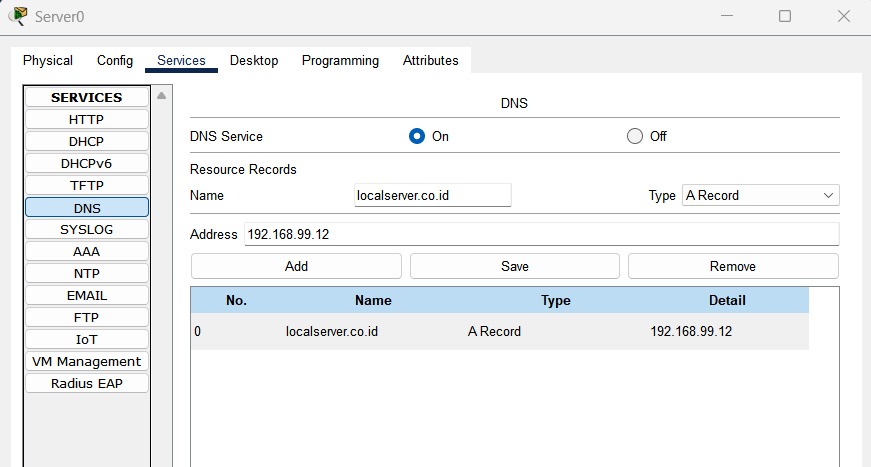 Server0
Physical Config Services Desktop Programming Attributes
SERVICES
HTTP
DHCP
DHCPv6
TFTP
DNS
SYSLOG
AAA
NTP
EMAIL
FTP
IoT
VM Management
Radius EAP
DNS
DNS Service On Off
Resource Records
Name localserver.co.id Type A Record
Address 192.168.99.12
Add Save Remove
No. Name Type Detail
0 localserver.co.id A Record 192.168.99.12